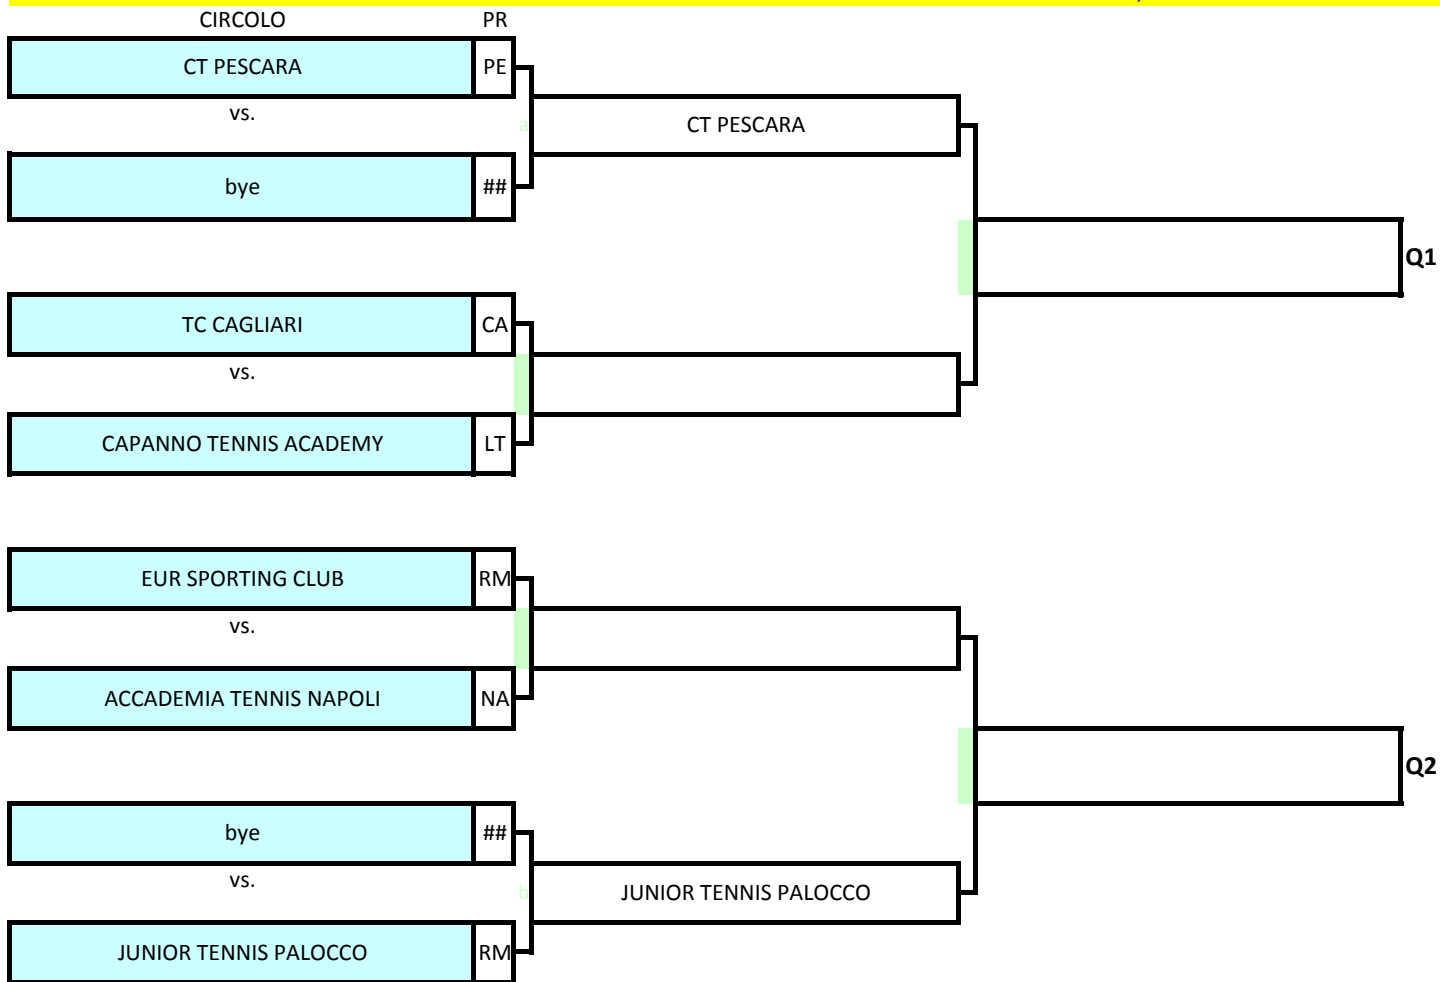 CIRCOLO PR
CT PESCARA PE
vs.
a CT PESCARA
bye ##
Q1
TC CAGLIARI CA
vs.
CAPANNO TENNIS ACADEMY LT
EUR SPORTING CLUB RM
vs.
ACCADEMIA TENNIS NAPOLI NA
Q2
bye ##
vs.
b JUNIOR TENNIS PALOCCO
JUNIOR TENNIS PALOCCO RM